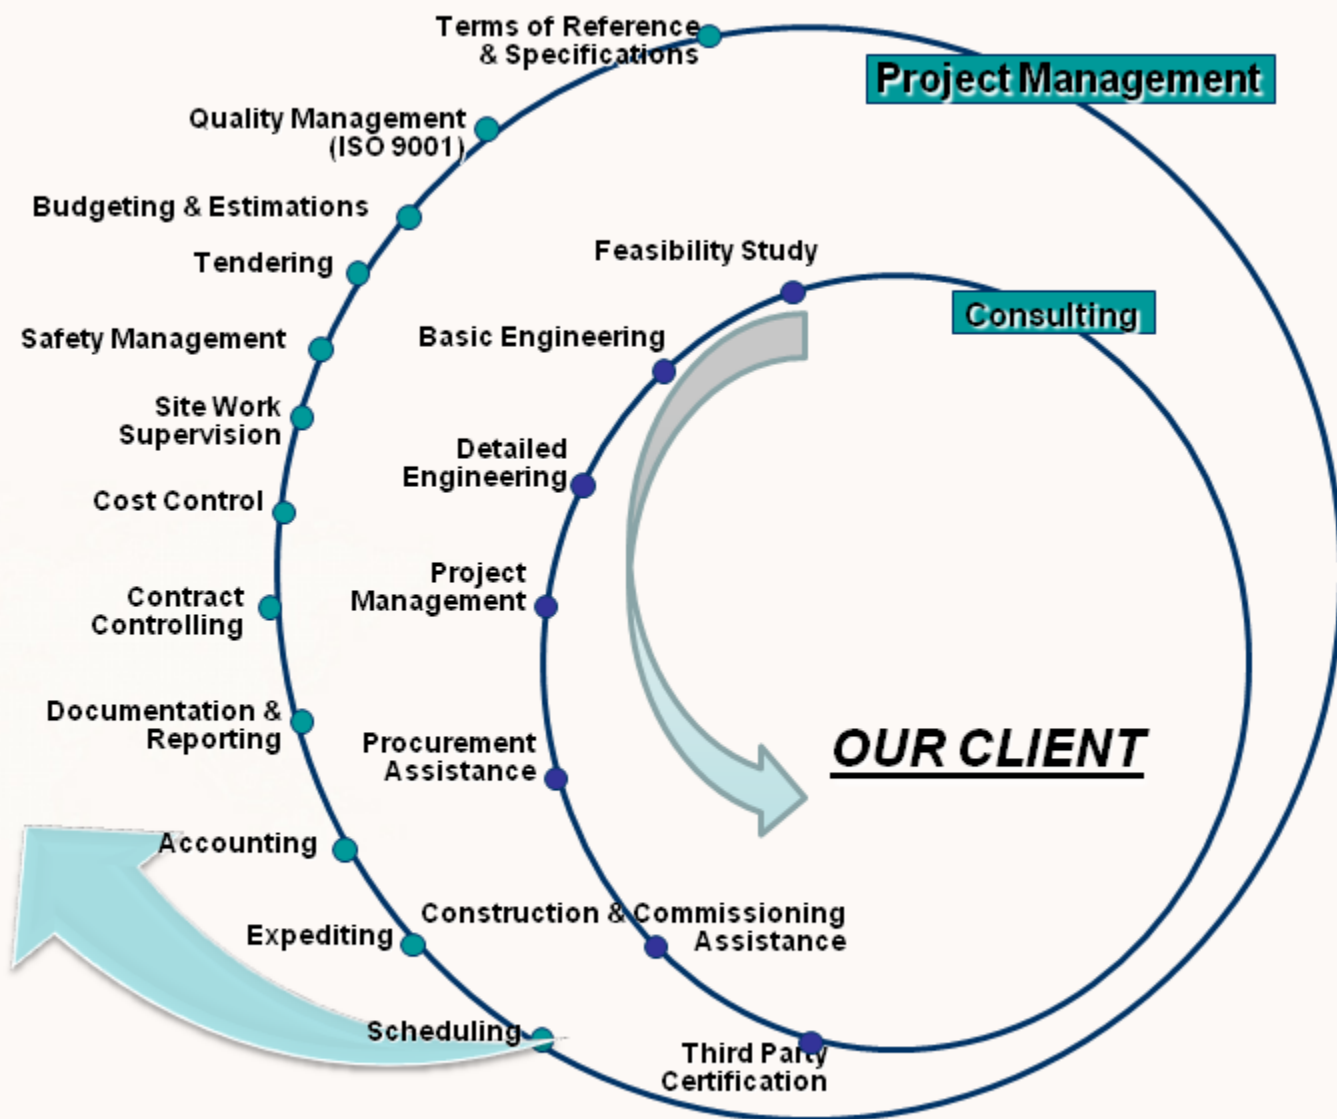 Terms of Reference
& Specifications
Project Management
Quality Management
(ISO 9001)
Budgeting & Estimations
Tendering
Safety Management
Site Work
Supervision
Cost Control
Contract
Controlling
Documentation &
Reporting
Accounting
Expediting
Scheduling
Feasibility Study
Consulting
Basic Engineering
Detailed
Engineering
Project
Management
Procurement
Assistance
Construction & Commissioning
Assistance
Third Party
Certification
OUR CLIENT